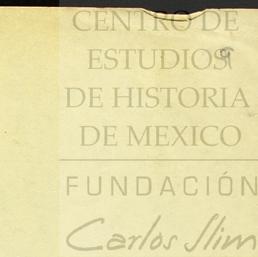 CENTRO DE
ESTUDIOS
DE HISTORIA
DE MEXICO
FUNDACIÓN
Carlos Slim